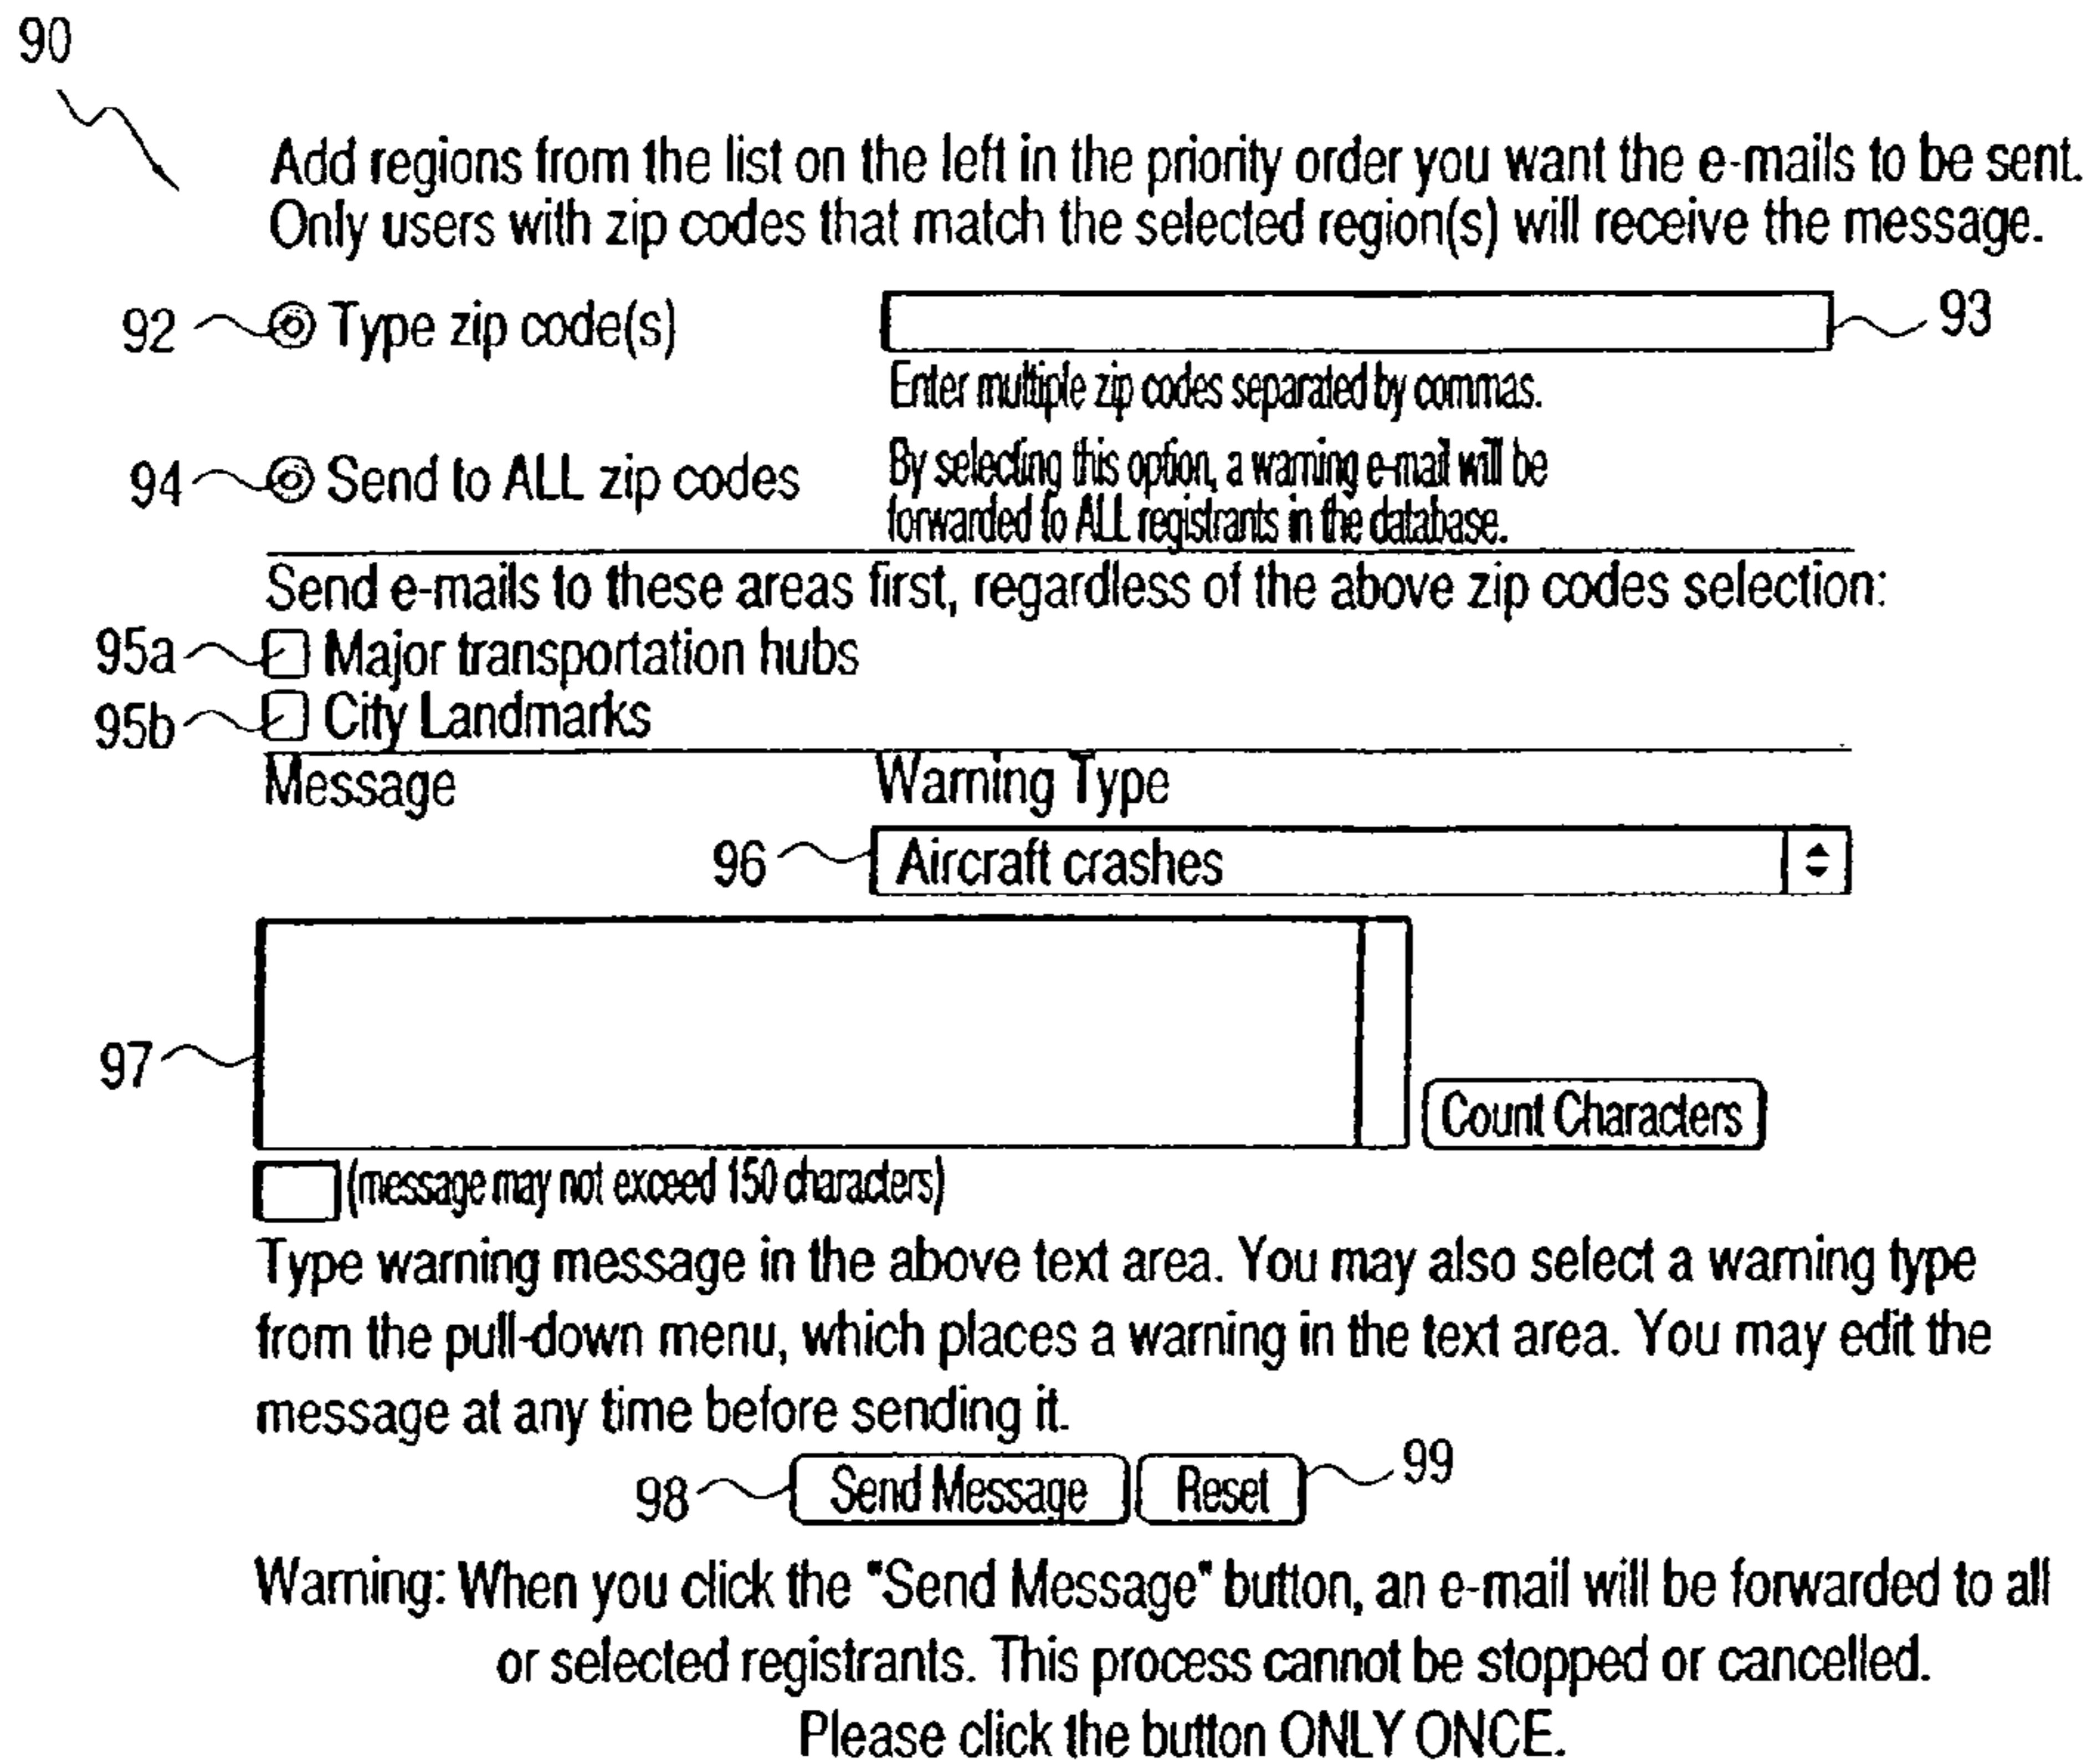 90
Add regions from the list on the left in the priority order you want the e-mails to be sent.
Only users with zip codes that match the selected region(s) will receive the message.
92 Type zip code(s) 93
Enter multiple zip codes separated by commas.
94 Send to ALL zip codes By selecting this option, a warning e-mail will be
forwarded to ALL registrants in the database.
Send e-mails to these areas first, regardless of the above zip codes selection:
95a Major transportation hubs
95b City Landmarks
Message Warning Type
96 Aircraft crashes
97
Count Characters
(message may not exceed 150 characters)
Type warning message in the above text area. You may also select a warning type
from the pull-down menu, which places a warning in the text area. You may edit the
message at any time before sending it.
98 Send Message Reset 99
Warning: When you click the "Send Message" button, an e-mail will be forwarded to all
or selected registrants. This process cannot be stopped or cancelled.
Please click the button ONLY ONCE.